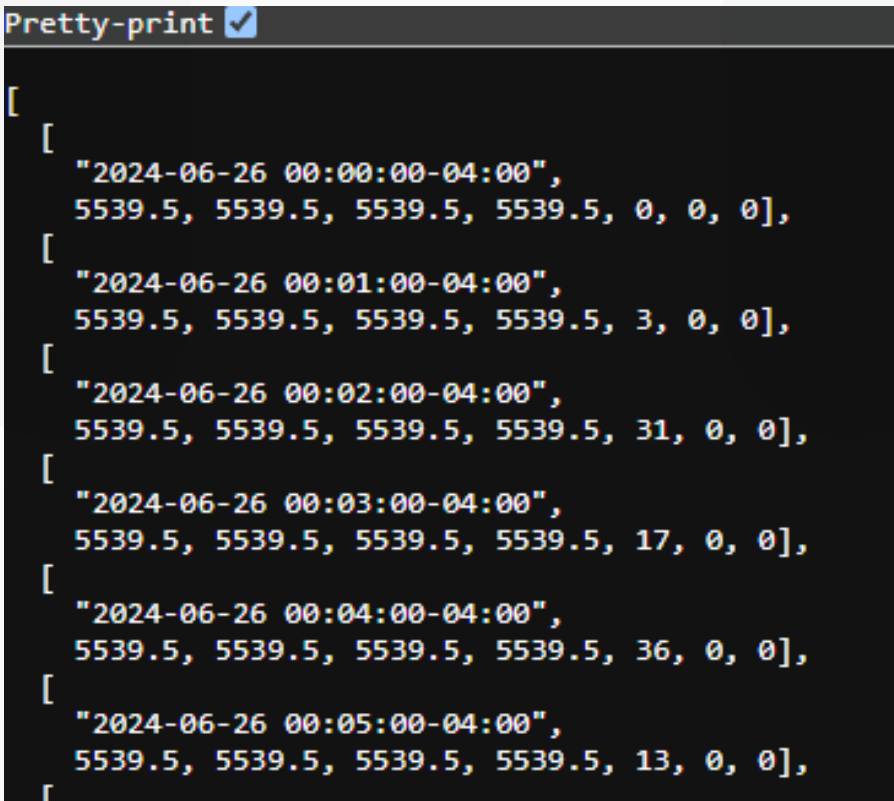 Pretty-print
[
[
"2024-06-26 00:00:00-04:00",
5539.5, 5539.5, 5539.5, 5539.5, 0, 0, 0],
[
"2024-06-26 00:01:00-04:00",
5539.5, 5539.5, 5539.5, 5539.5, 3, 0, 0],
[
"2024-06-26 00:02:00-04:00",
5539.5, 5539.5, 5539.5, 5539.5, 31, 0, 0],
[
"2024-06-26 00:03:00-04:00",
5539.5, 5539.5, 5539.5, 5539.5, 17, 0, 0],
[
"2024-06-26 00:04:00-04:00",
5539.5, 5539.5, 5539.5, 5539.5, 36, 0, 0],
[
"2024-06-26 00:05:00-04:00",
5539.5, 5539.5, 5539.5, 5539.5, 13, 0, 0],
[